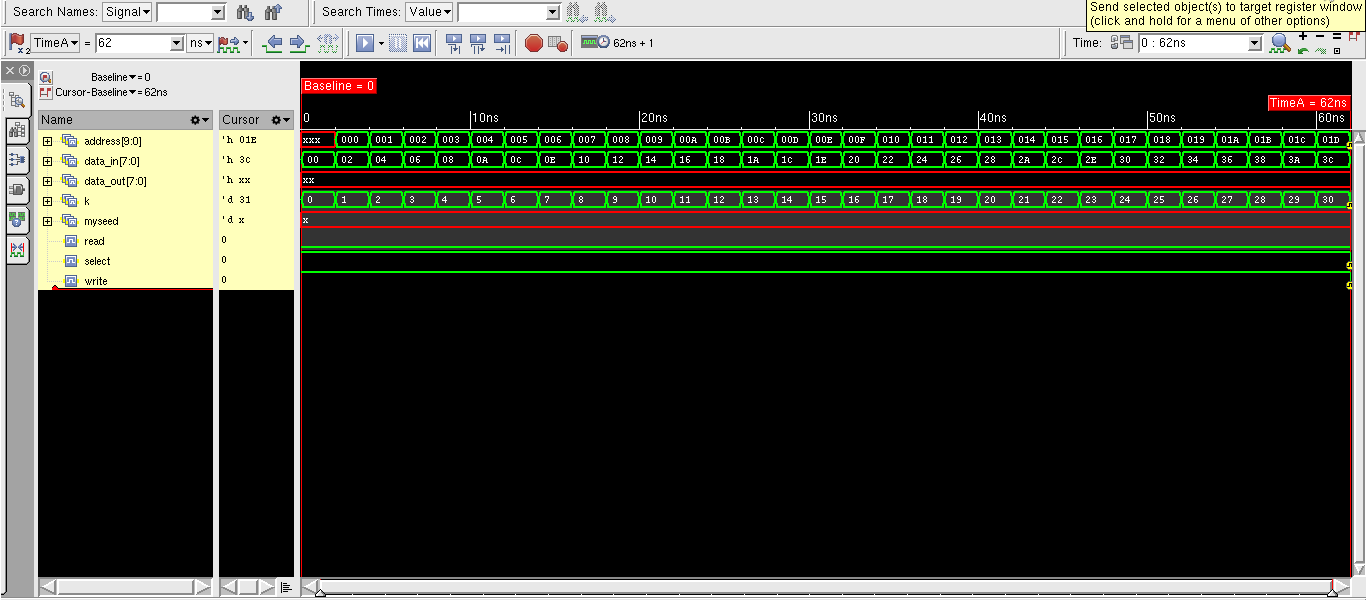 Search Names: Signal Search Times: Value
Send selected object(s) to target register window
(click and hold for a menu of other options)
TimeA = 62 ns 62ns + 1 Time: 0 : 62ns
Baseline = 0
Cursor-Baseline = 62ns
Baseline = 0
TimeA = 62ns
Name Cursor 0 10ns 20ns 30ns 40ns 50ns 60ns
address[9:0] 'h 01E xxx 000 001 002 003 004 005 006 007 008 009 00A 00B 00C 00D 00E 00F 010 011 012 013 014 015 016 017 018 019 01A 01B 01C 01D
data_in[7:0] 'h 3C 00 02 04 06 08 0A 0C 0E 10 12 14 16 18 1A 1C 1E 20 22 24 26 28 2A 2C 2E 30 32 34 36 38 3A 3C
data_out[7:0] 'h xx xx
k 'd 31 0 1 2 3 4 5 6 7 8 9 10 11 12 13 14 15 16 17 18 19 20 21 22 23 24 25 26 27 28 29 30
myseed 'd x x
read 0
select 0
write 0